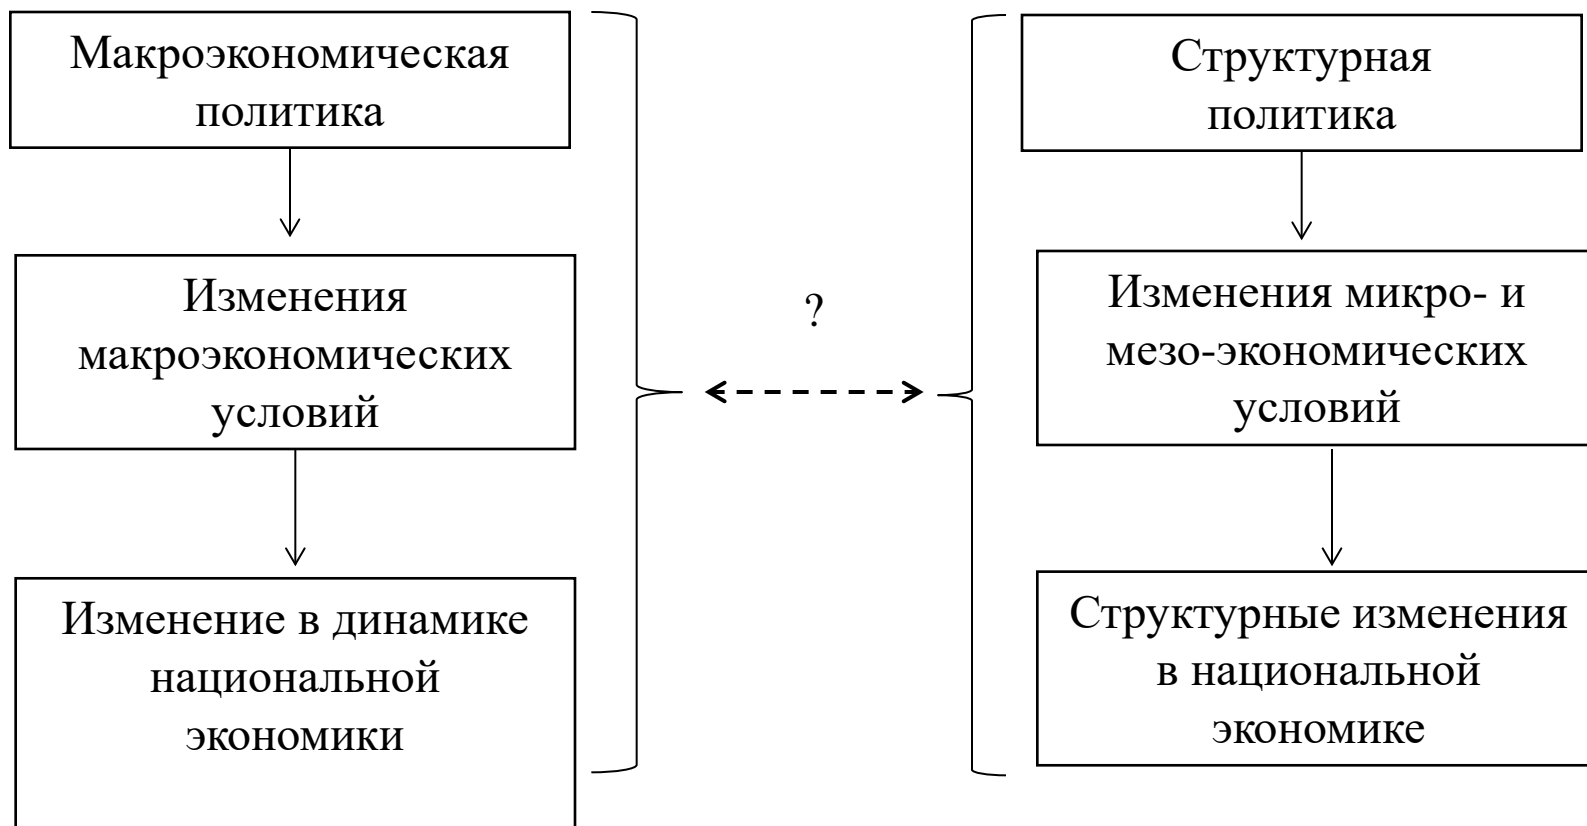 Макроэкономическая
политика
Изменения
макроэкономических
условий
Изменение в динамике
национальной
экономики
?
Структурная
политика
Изменения микро- и
мезо-экономических
условий
Структурные изменения
в национальной
экономике